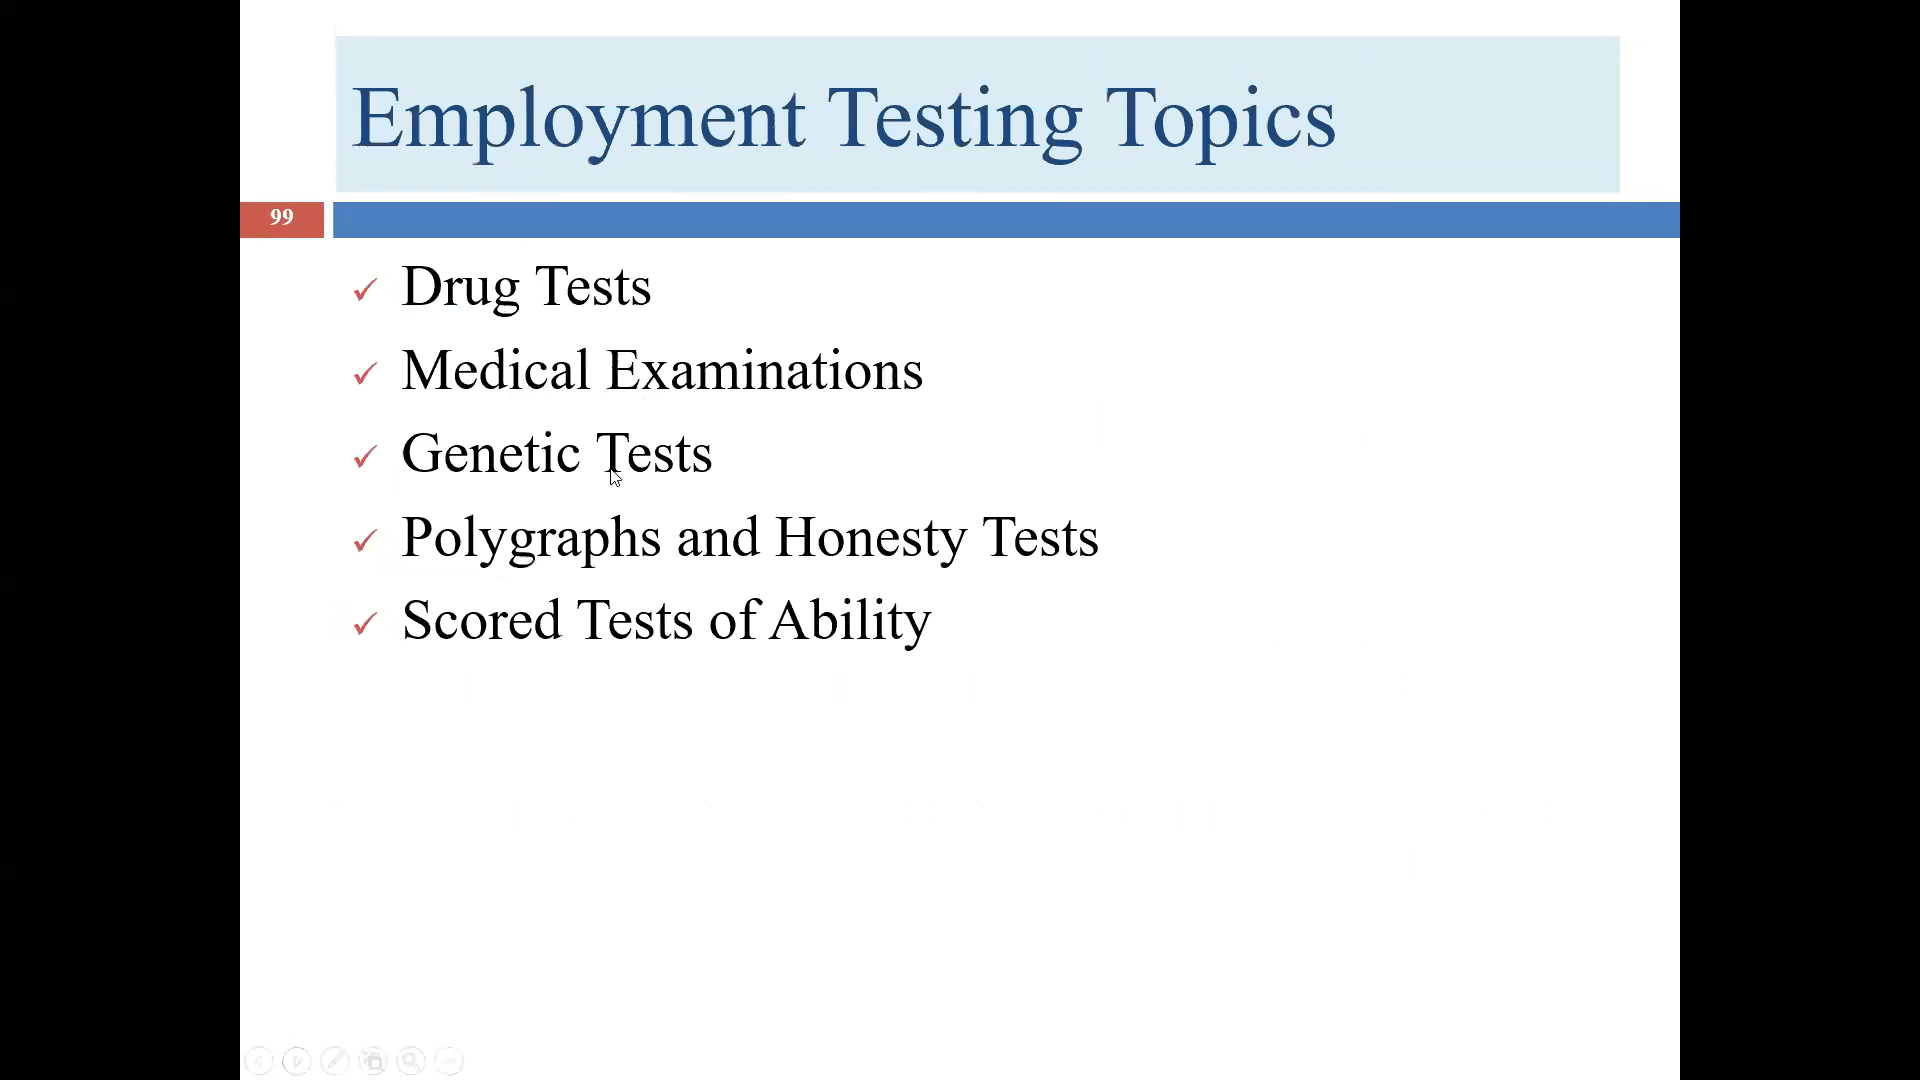 Employment Testing Topics
99
Drug Tests
Medical Examinations
Genetic Tests
Polygraphs and Honesty Tests
Scored Tests of Ability